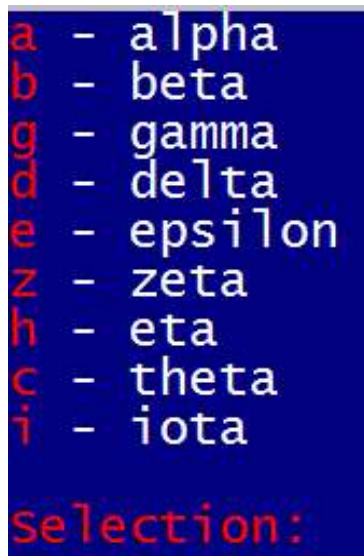 a - alpha
b - beta
g - gamma
d - delta
e - epsilon
z - zeta
h - eta
c - theta
i - iota
Selection: